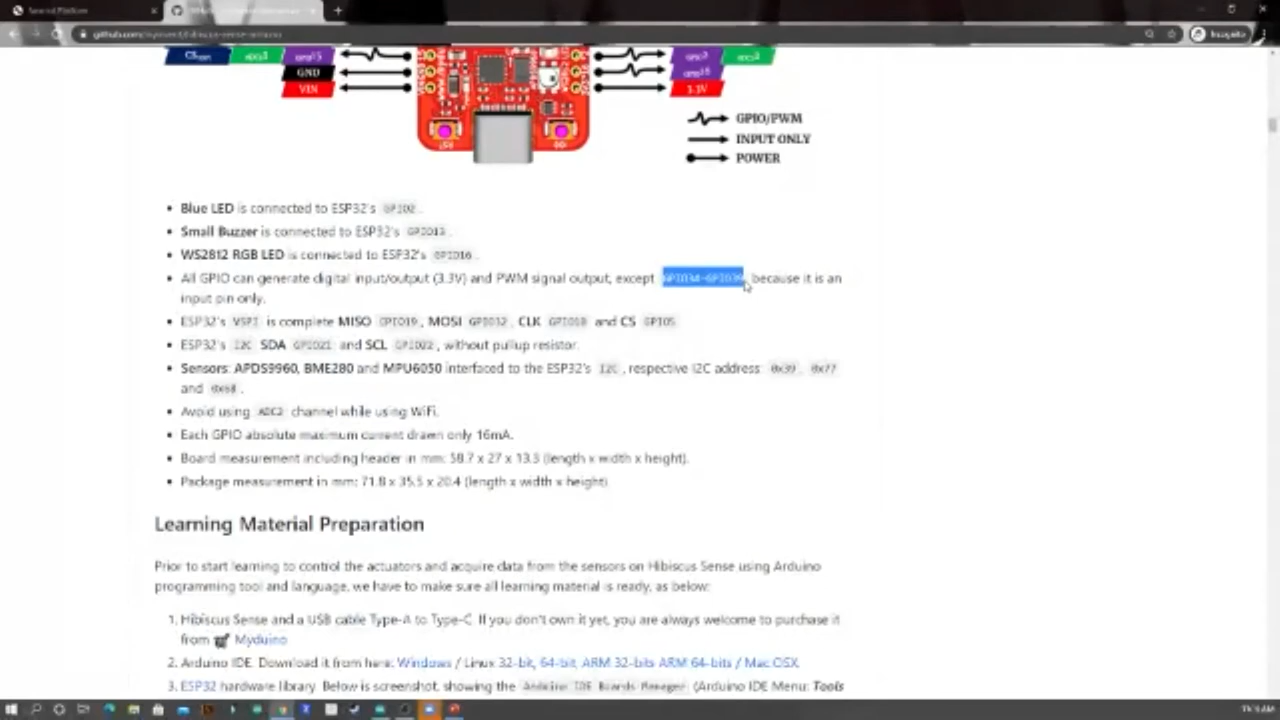 GND
VIN
3.3V
GPIO/PWM
INPUT ONLY
POWER
Blue LED is connected to ESP32's GPIO2.
Small Buzzer is connected to ESP32's GPIO13.
WS2812 RGB LED is connected to ESP32's GPIO16.
All GPIO can generate digital input/output (3.3V) and PWM signal output, except GPIO34-GPIO39, because it is an
input pin only.
ESP32's VSPI is complete MISO GPIO19, MOSI CLK GPIO18 and CS GPIO5
ESP32's I2C SDA GPIO21 and SCL GPIO22, without pullup resistor.
Sensors: APDS9960, BME280 and MPU6050 interfaced to the ESP32's I2C, respective I2C address: 0x39, 0x77
and 0x68.
Avoid using ADC2 channel while using WiFi.
Each GPIO absolute maximum current drawn only 16mA.
Board measurement including header in mm: 58.7 x 27 x 13.3 (length x width x height).
Package measurement in mm: 71.8 x 35.5 x 20.4 (length x width x height)
Learning Material Preparation
Prior to start learning to control the actuators and acquire data from the sensors on Hibiscus Sense using Arduino
programming tool and language, we have to make sure all learning material is ready, as below:
1. Hibiscus Sense and a USB cable Type-A to Type-C. If you don't own it yet, you are always welcome to purchase it
from Myduino
2. Arduino IDE. Download it from here: Windows / Linux 32-bit, 64-bit, ARM 32-bits ARM 64-bits / Mac OSX.
3. ESP32 hardware library. Below is screenshot, showing the Arduino IDE Boards Manager (Arduino IDE Menu: Tools